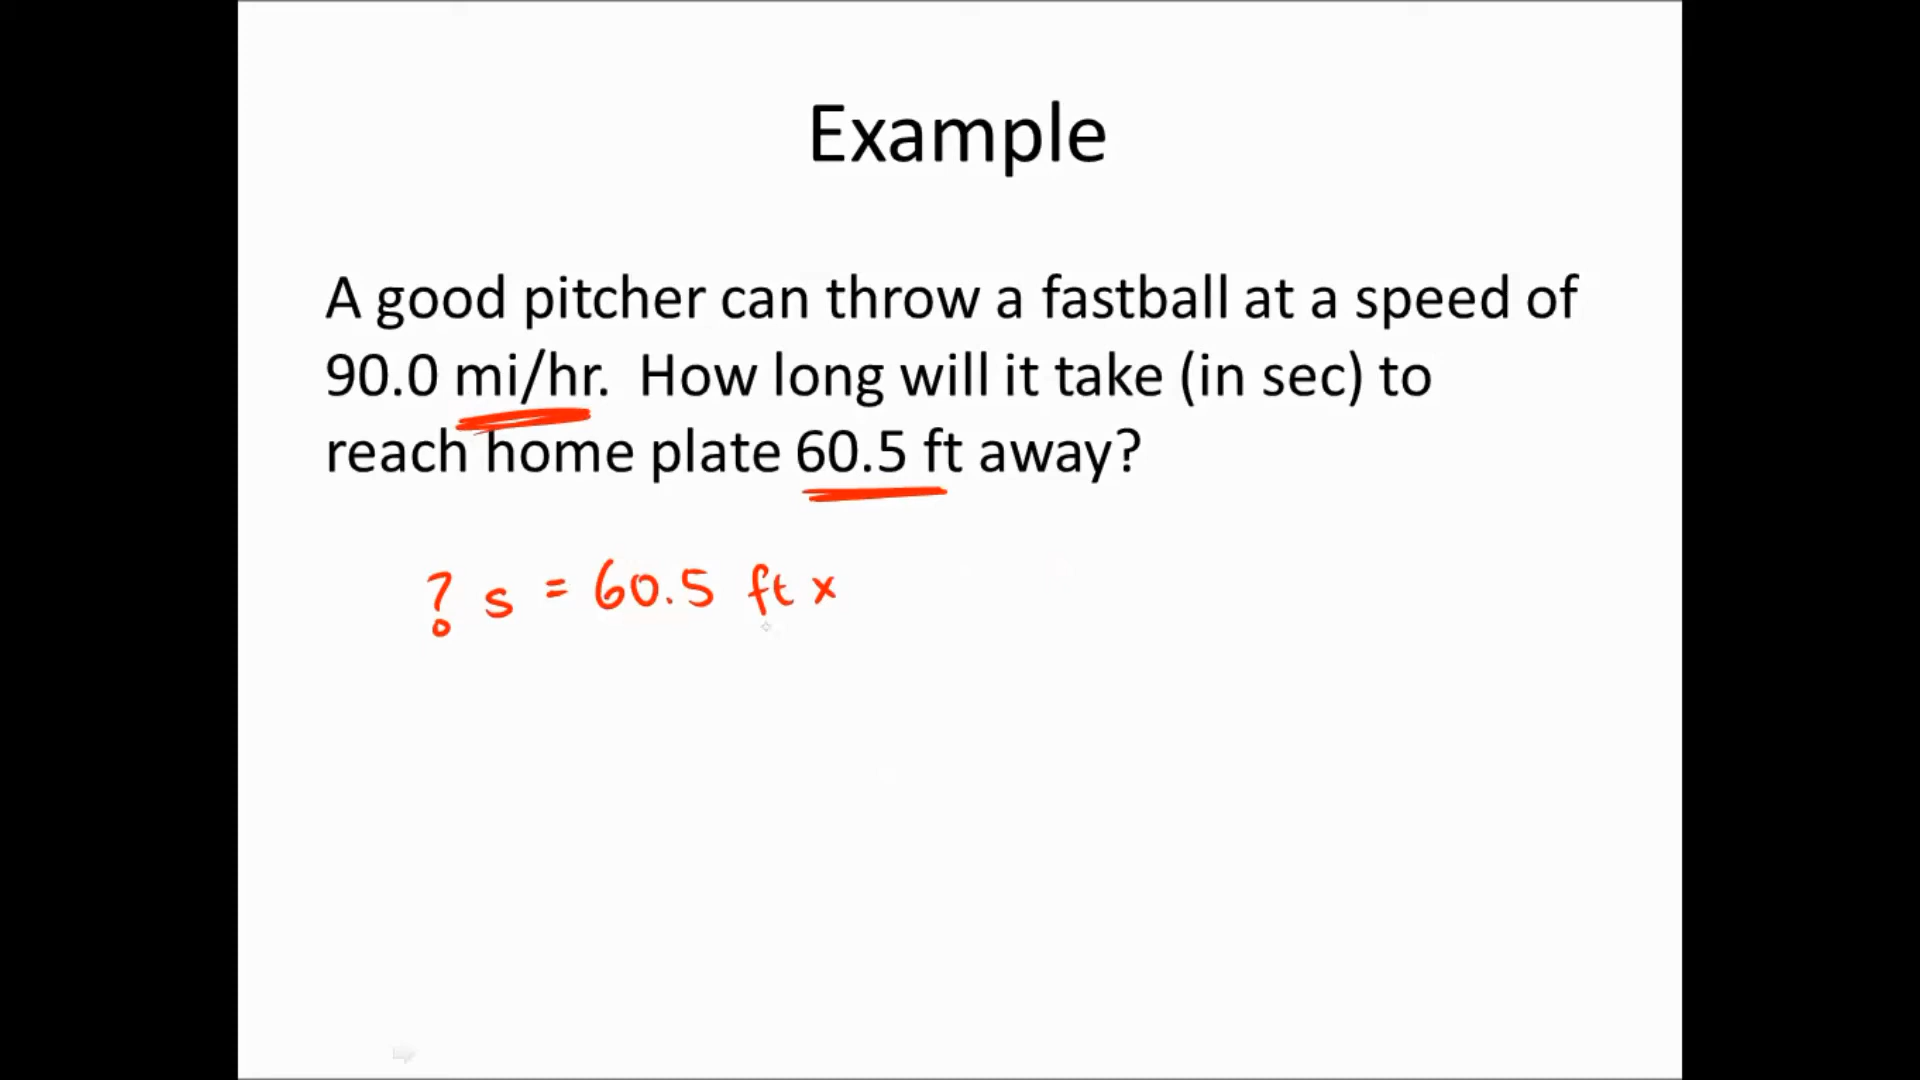 Example
A good pitcher can throw a fastball at a speed of
90.0 mi/hr. How long will it take (in sec) to
reach home plate 60.5 ft away?
? s = 60.5 ft x